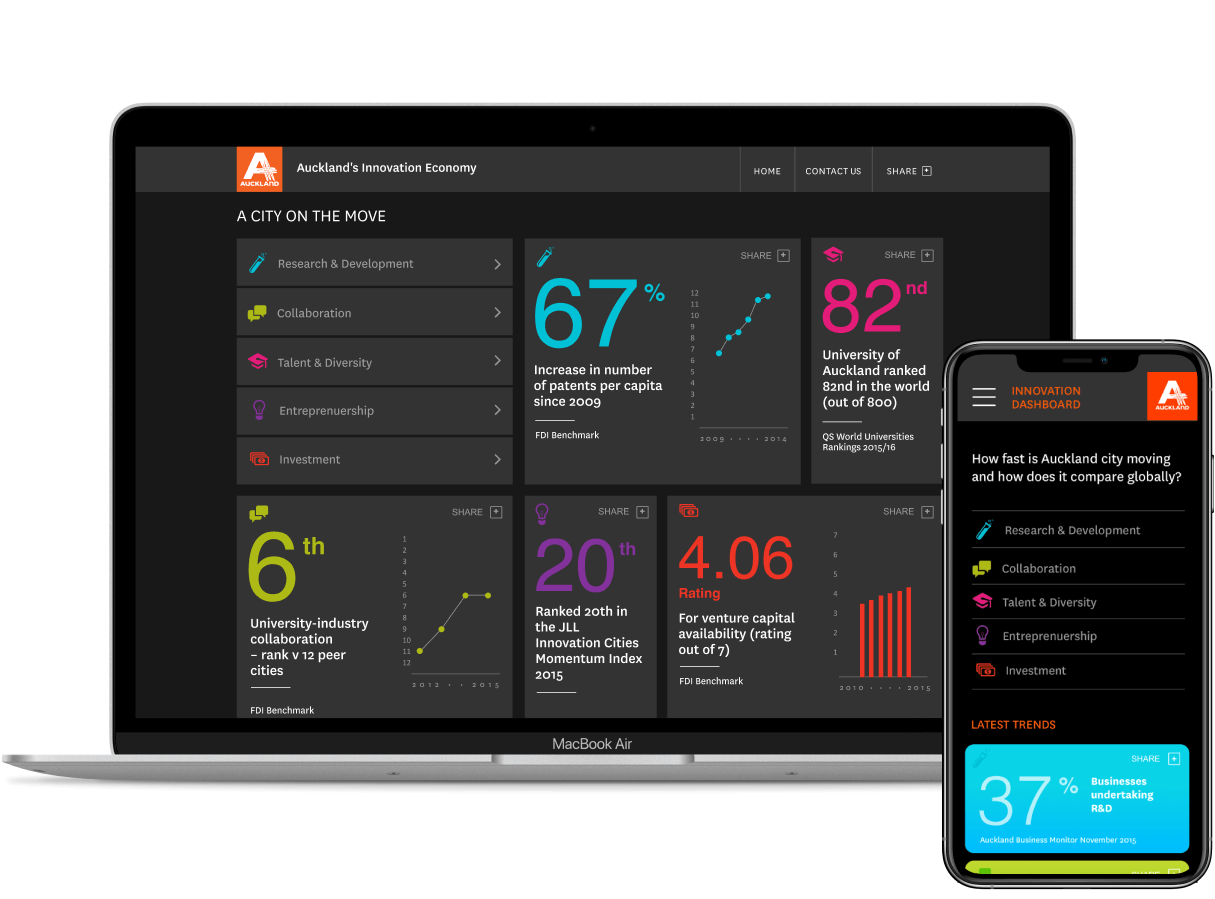 AUCKLAND
Auckland's Innovation Economy
HOME
CONTACT US
SHARE
A CITY ON THE MOVE
Research & Development
Collaboration
Talent & Diversity
Entreprenuership
Investment
SHARE
67%
Increase in number
of patents per capita
since 2009
FDI Benchmark
12
11
10
9
8
7
6
5
4
3
2
1
2009 · · · · 2014
SHARE
82nd
University of
Auckland ranked
82nd in the world
(out of 800)
QS World Universities
Rankings 2015/16
SHARE
6th
University-industry
collaboration
– rank v 12 peer
cities
FDI Benchmark
1
2
3
4
5
6
7
8
9
10
11
12
2012 · · 2015
SHARE
20th
Ranked 20th in
the JLL
Innovation Cities
Momentum Index
2015
SHARE
4.06
Rating
For venture capital
availability (rating
out of 7)
FDI Benchmark
7
6
5
4
3
2
1
2010 · · · · 2015
MacBook Air
INNOVATION
DASHBOARD
AUCKLAND
How fast is Auckland city moving
and how does it compare globally?
Research & Development
Collaboration
Talent & Diversity
Entreprenuership
Investment
LATEST TRENDS
SHARE
37%
Businesses
undertaking
R&D
Auckland Business Monitor November 2015